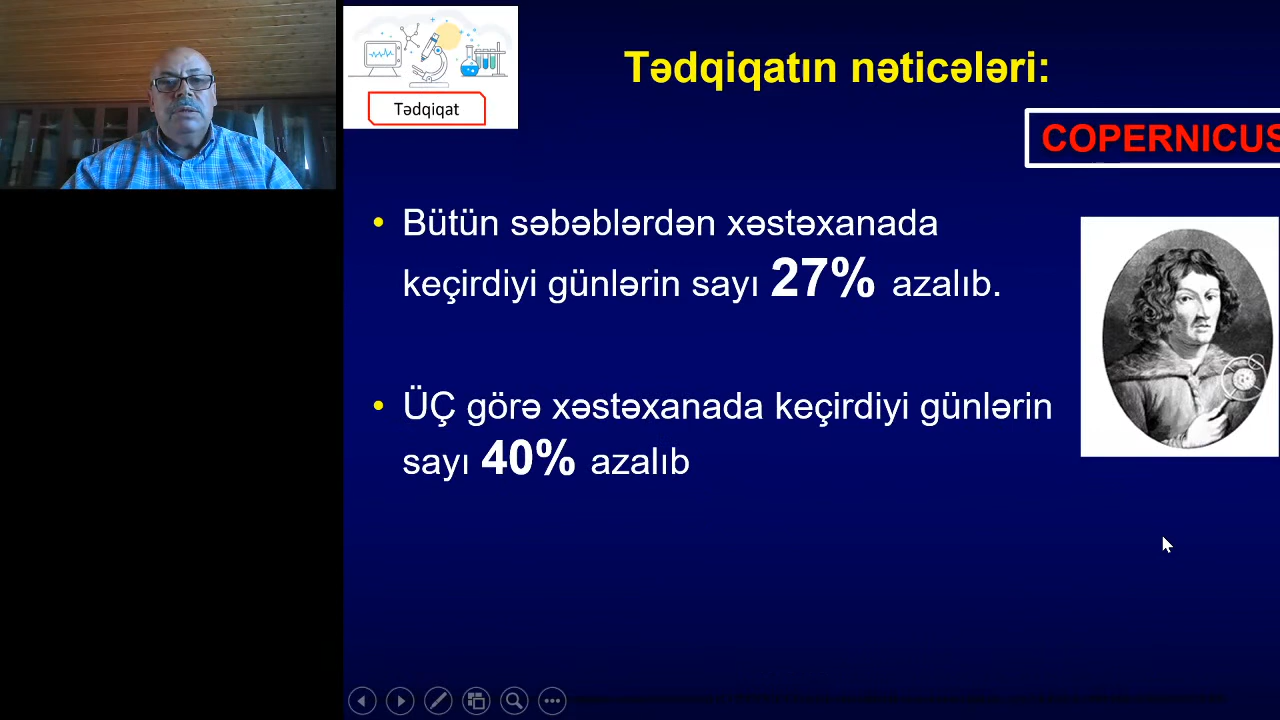 Tədqiqat
Tədqiqatın nəticələri:
COPERNICUS
• Bütün səbəblərdən xəstəxanada
keçirdiyi günlərin sayı 27% azalıb.
• ÜÇ görə xəstəxanada keçirdiyi günlərin
sayı 40% azalıb